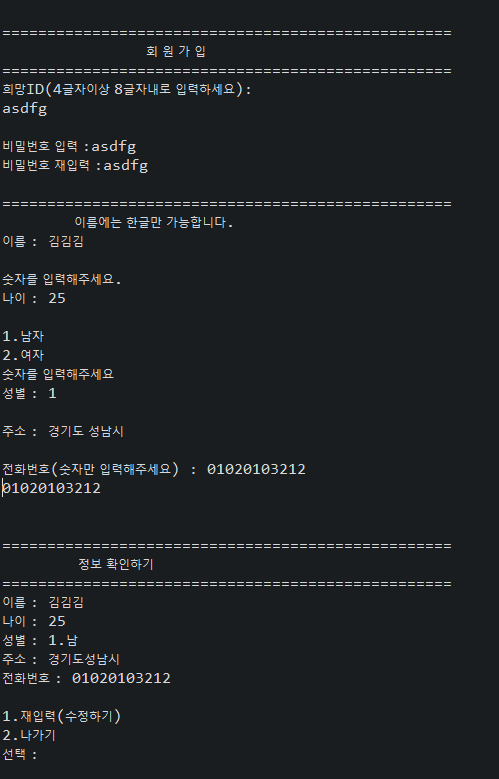 ==================================================
회 원 가 입
==================================================
희망ID(4글자이상 8글자내로 입력하세요):
asdfg
비밀번호 입력 :asdfg
비밀번호 재입력 :asdfg
==================================================
이름에는 한글만 가능합니다.
이름 : 김김김
숫자를 입력해주세요.
나이 : 25
1.남자
2.여자
숫자를 입력해주세요
성별 : 1
주소 : 경기도 성남시
전화번호(숫자만 입력해주세요) : 01020103212
01020103212
==================================================
정보 확인하기
==================================================
이름 : 김김김
나이 : 25
성별 : 1.남
주소 : 경기도성남시
전화번호 : 01020103212
1.재입력(수정하기)
2.나가기
선택 :